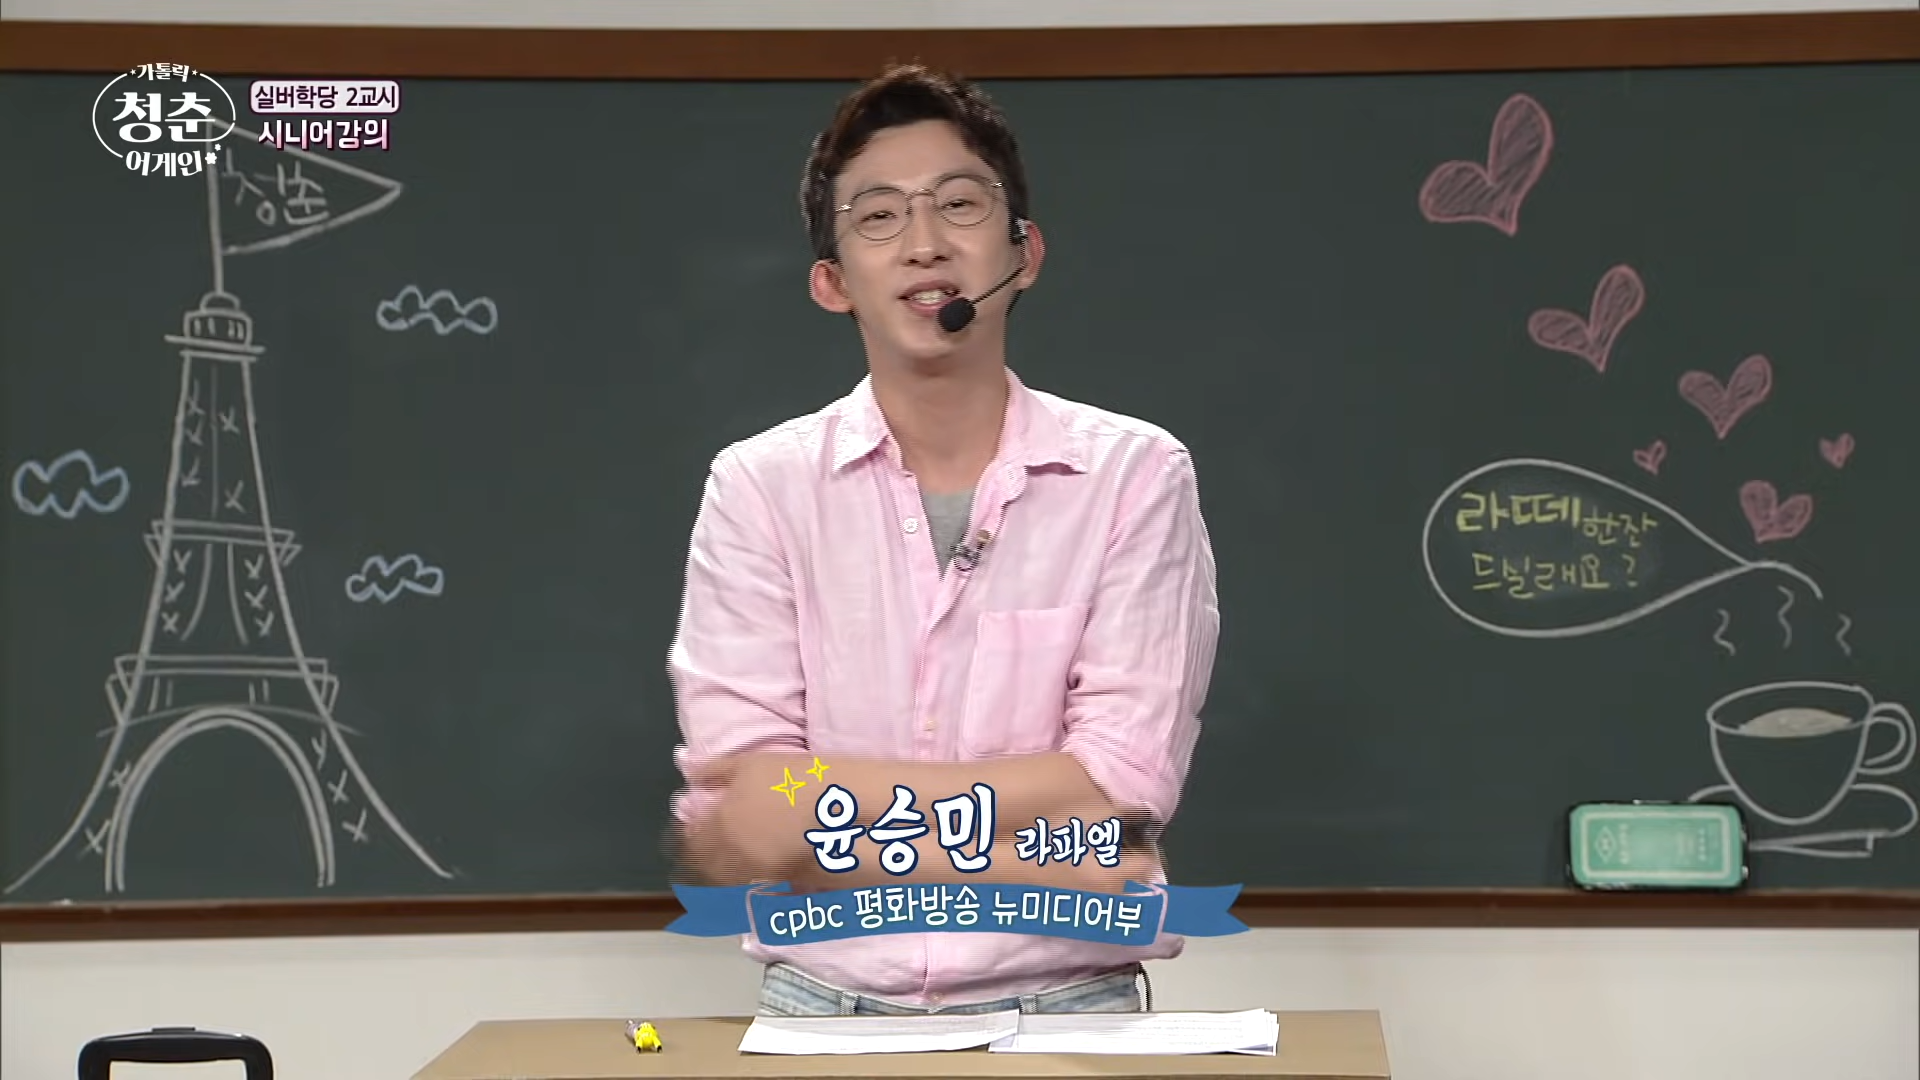 가톨릭
청춘
어게인
실버학당 2교시
시니어강의
청춘
라떼한잔
드실래요?
윤승민 라파엘
cpbc 평화방송 뉴미디어부